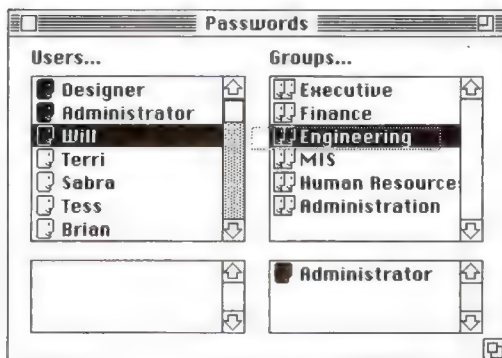 Passwords
Users...
Designer
Administrator
Will
Terri
Sabra
Tess
Brian
Groups...
Executive
Finance
Engineering
MIS
Human Resource
Administration
Administrator